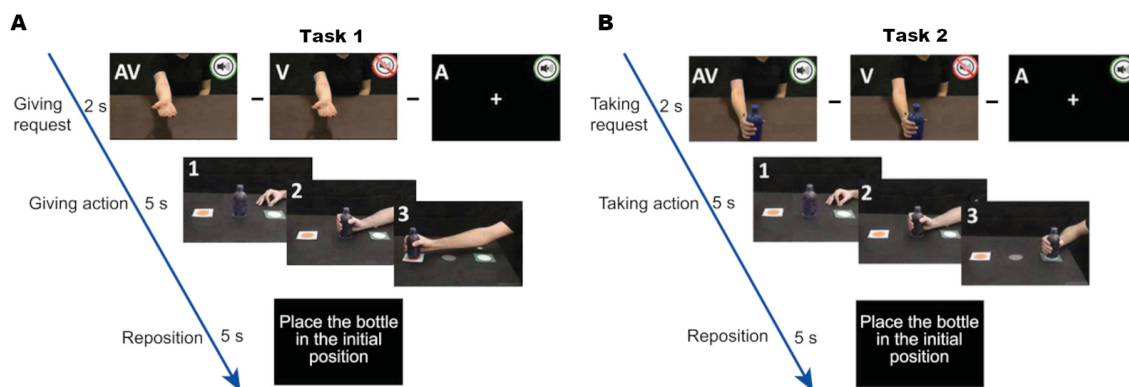 A
Task 1
AV
V
A
Giving
request
2 s
1
2
3
Giving action
5 s
Place the bottle
in the initial
position
Reposition
5 s
B
Task 2
AV
V
A
Taking
request
2 s
1
2
3
Taking action
5 s
Place the bottle
in the initial
position
Reposition
5 s